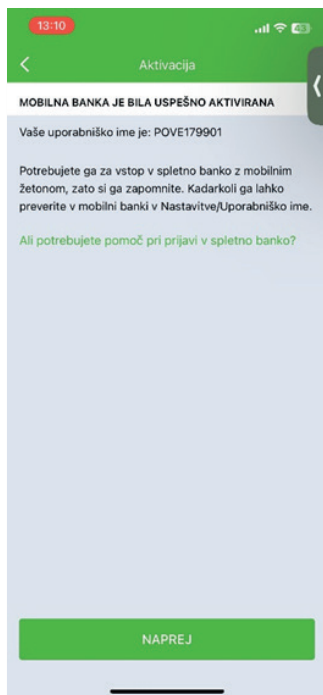 13:10
43
Aktivacija
MOBILNA BANKA JE BILA USPEŠNO AKTIVIRANA
Vaše uporabniško ime je: POVE179901
Potrebujete ga za vstop v spletno banko z mobilnim
žetonom, zato si ga zapomnite. Kadarkoli ga lahko
preverite v mobilni banki v Nastavitve/Uporabniško ime.
Ali potrebujete pomoč pri prijavi v spletno banko?
NAPREJ